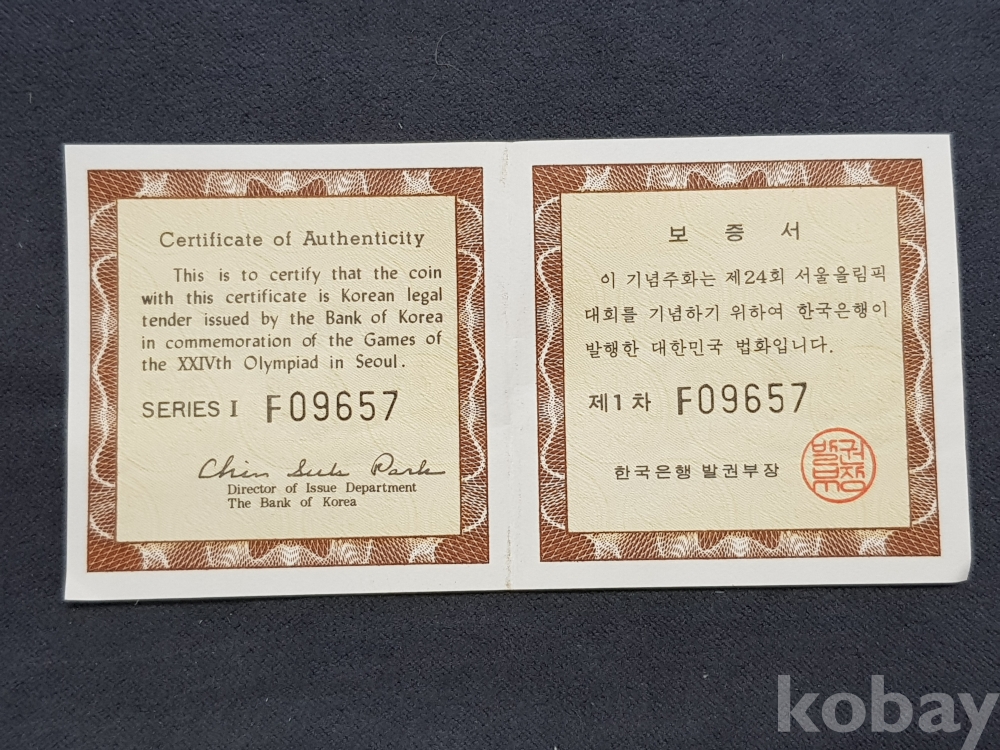 Certificate of Authenticity
This is to certify that the coin
with this certificate is Korean legal
tender issued by the Bank of Korea
in commemoration of the Games of
the XXIVth Olympiad in Seoul.
SERIES I F09657
Chin Suk Park
Director of Issue Department
The Bank of Korea
보 증 서
이 기념주화는 제24회 서울올림픽
대회를 기념하기 위하여 한국은행이
발행한 대한민국 법화입니다.
제1차 F09657
한국은행 발권부장
kobay